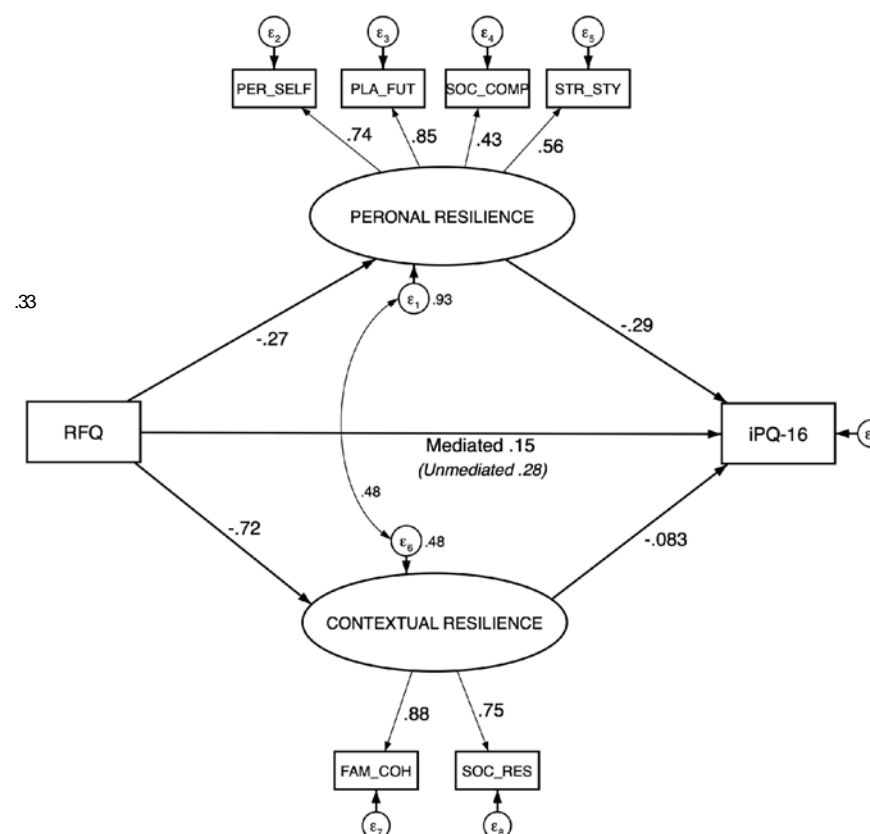 ε2 ε3 ε4 ε5
PER_SELF PLA_FUT SOC_COMP STR_STY
.74 .85 .43 .56
PERONAL RESILIENCE
ε1 .93
.33
-.27 -.29
RFQ iPQ-16 ε
Mediated .15
(Unmediated .28)
.48
-.72 -.083
ε6 .48
CONTEXTUAL RESILIENCE
.88 .75
FAM_COH SOC_RES
ε7 ε8